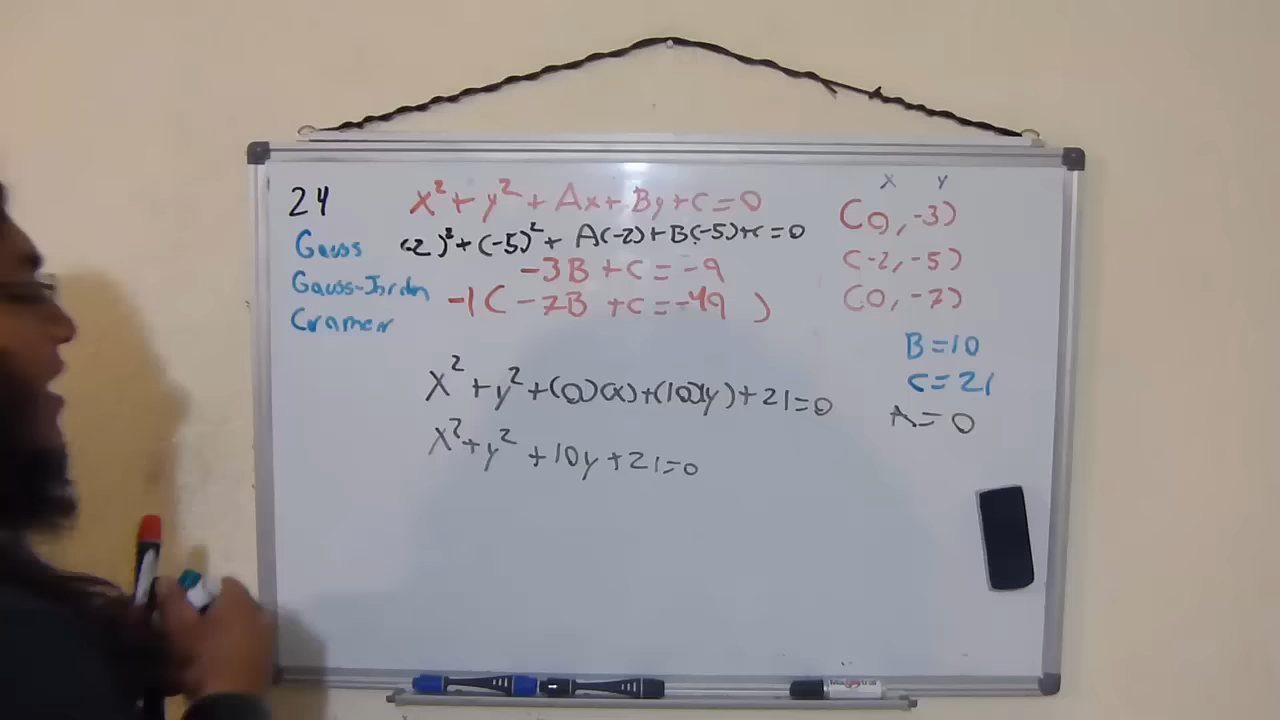 24
x² + y² + Ax + By + C = 0
(-2)² + (-5)² + A(-2) + B(-5) + C = 0
-3B + C = -9
-1( -7B + C = -49 )
Gauss
Gauss-Jordan
Cramer
x y
(0, -3)
(-2, -5)
(0, -7)
B = 10
C = 21
A = 0
x² + y² + (0)(x) + (10)(y) + 21 = 0
x² + y² + 10y + 21 = 0